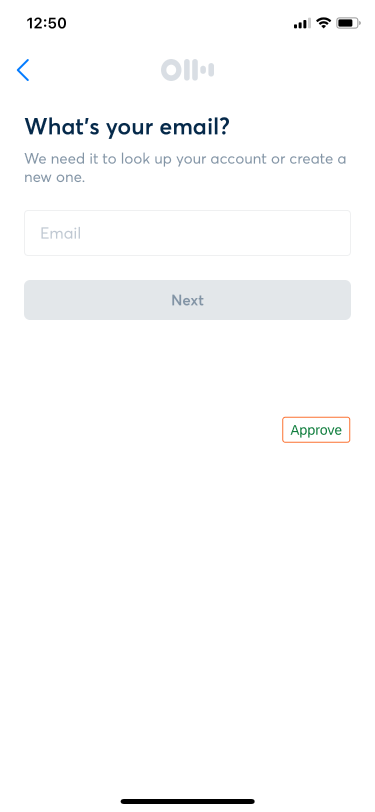 12:50
What's your email?
We need it to look up your account or create a
new one.
Email
Next
Approve